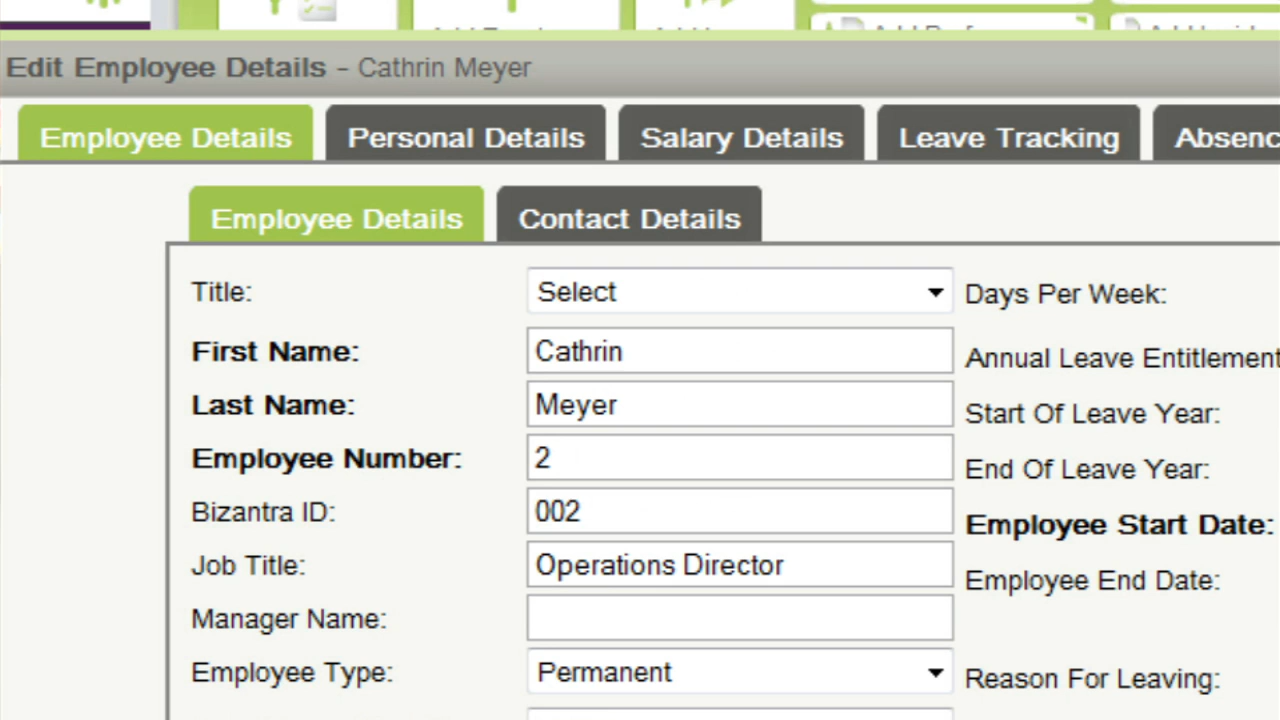 Edit Employee Details - Cathrin Meyer
Employee Details Personal Details Salary Details Leave Tracking
Employee Details Contact Details
Title: Select Days Per Week:
First Name: Cathrin Annual Leave Entitlement
Last Name: Meyer Start Of Leave Year:
Employee Number: 2 End Of Leave Year:
Bizantra ID: 002 Employee Start Date:
Job Title: Operations Director Employee End Date:
Manager Name:
Employee Type: Permanent Reason For Leaving: